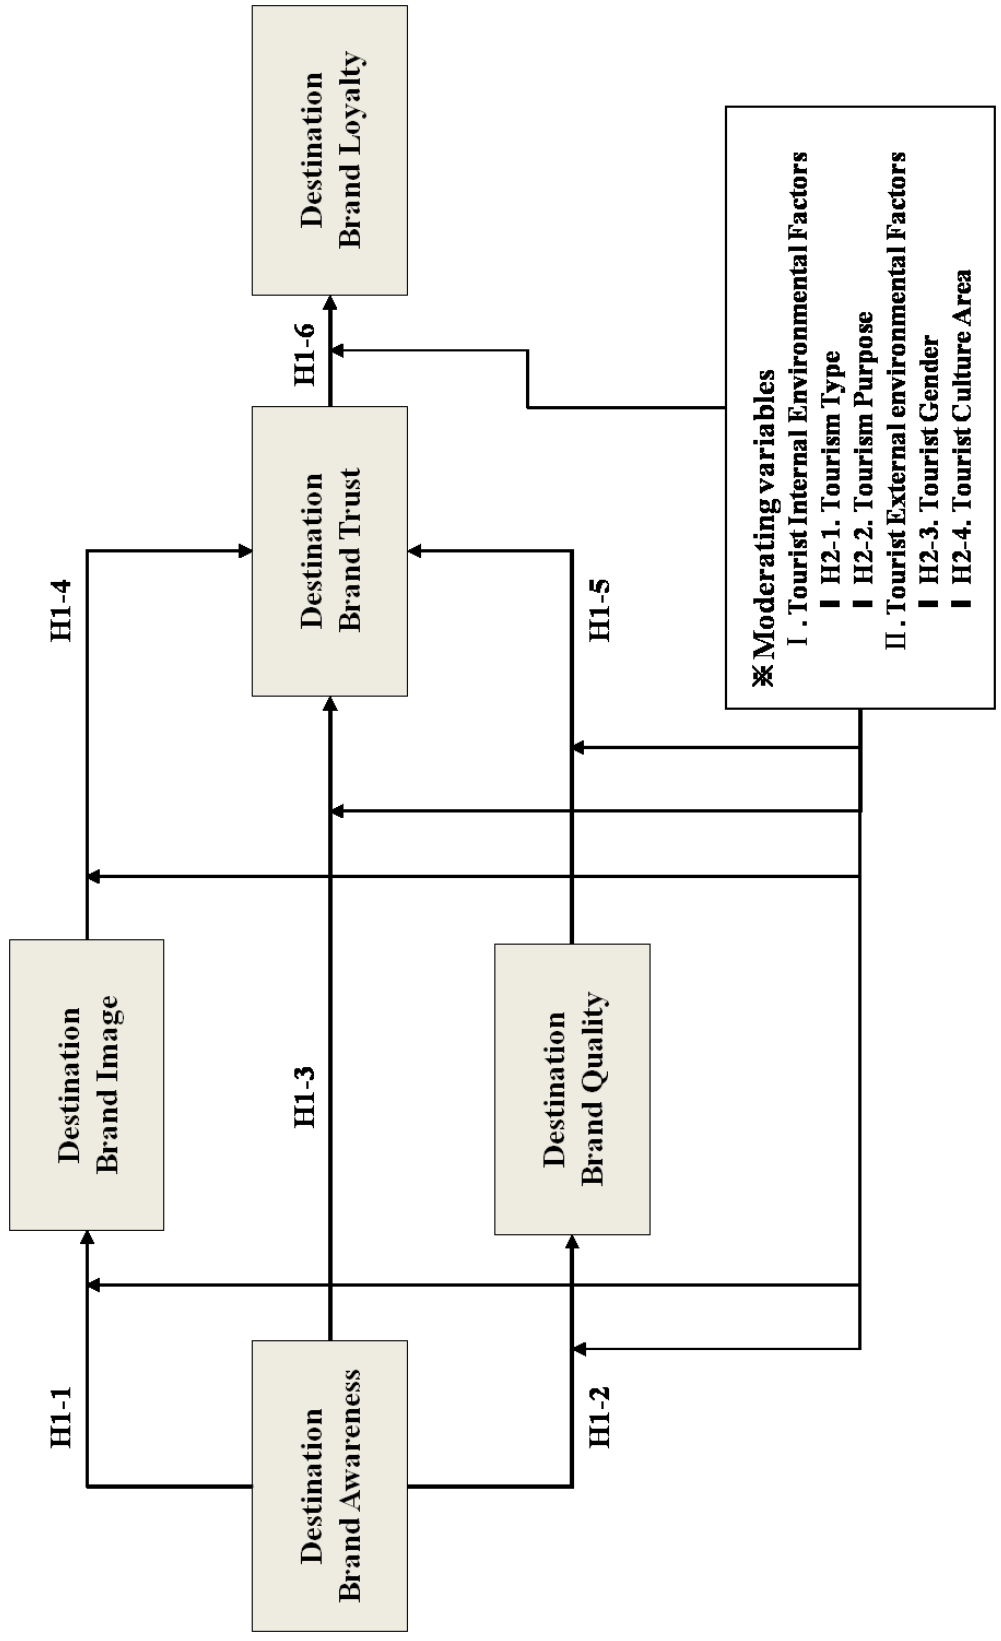 H1-1
Destination
Brand Image
H1-4
Destination
Brand Awareness
H1-3
Destination
Brand Trust
H1-6
Destination
Brand Loyalty
H1-2
Destination
Brand Quality
H1-5
※Moderating variables
Ⅰ. Tourist Internal Environmental Factors
▌H2-1. Tourism Type
▌H2-2. Tourism Purpose
Ⅱ. Tourist External environmental Factors
▌H2-3. Tourist Gender
▌H2-4. Tourist Culture Area